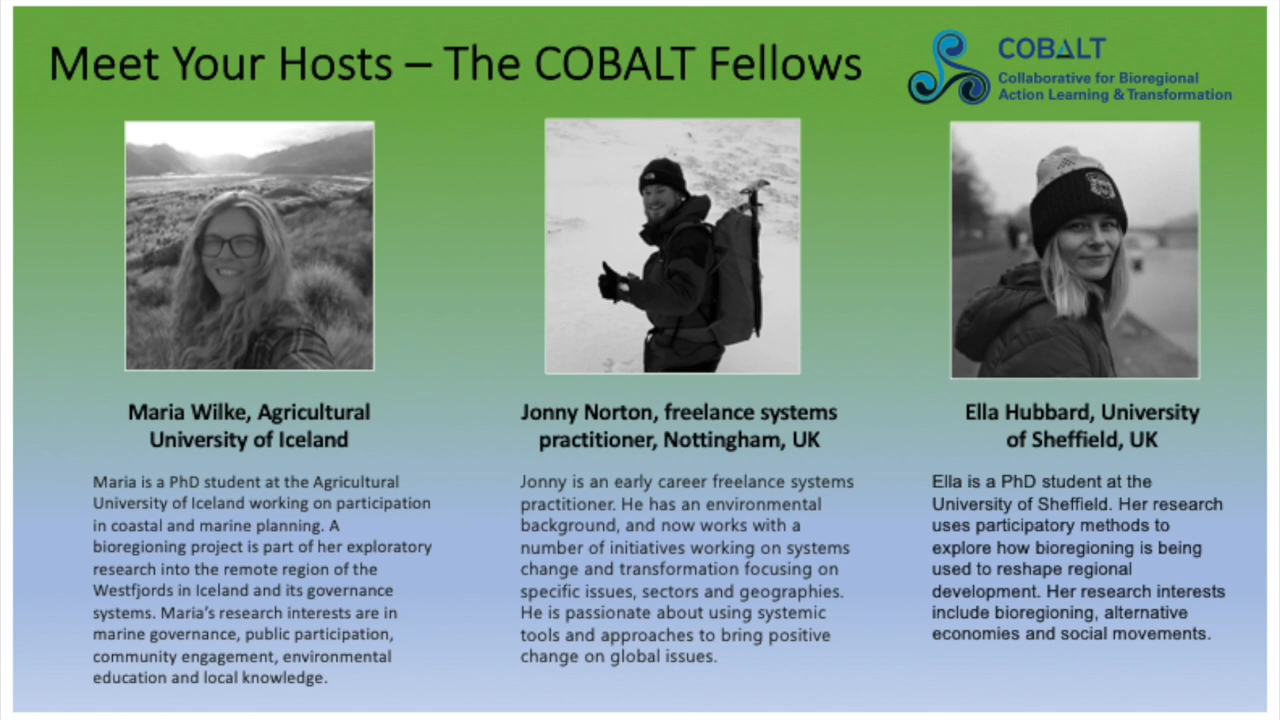 Meet Your Hosts – The COBALT Fellows
COBALT
Collaborative for Bioregional
Action Learning & Transformation
Maria Wilke, Agricultural
University of Iceland
Maria is a PhD student at the Agricultural
University of Iceland working on participation
in coastal and marine planning. A
bioregioning project is part of her exploratory
research into the remote region of the
Westfjords in Iceland and its governance
systems. Maria's research interests are in
marine governance, public participation,
community engagement, environmental
education and local knowledge.
Jonny Norton, freelance systems
practitioner, Nottingham, UK
Jonny is an early career freelance systems
practitioner. He has an environmental
background, and now works with a
number of initiatives working on systems
change and transformation focusing on
specific issues, sectors and geographies.
He is passionate about using systemic
tools and approaches to bring positive
change on global issues.
Ella Hubbard, University
of Sheffield, UK
Ella is a PhD student at the
University of Sheffield. Her research
uses participatory methods to
explore how bioregioning is being
used to reshape regional
development. Her research interests
include bioregioning, alternative
economies and social movements.